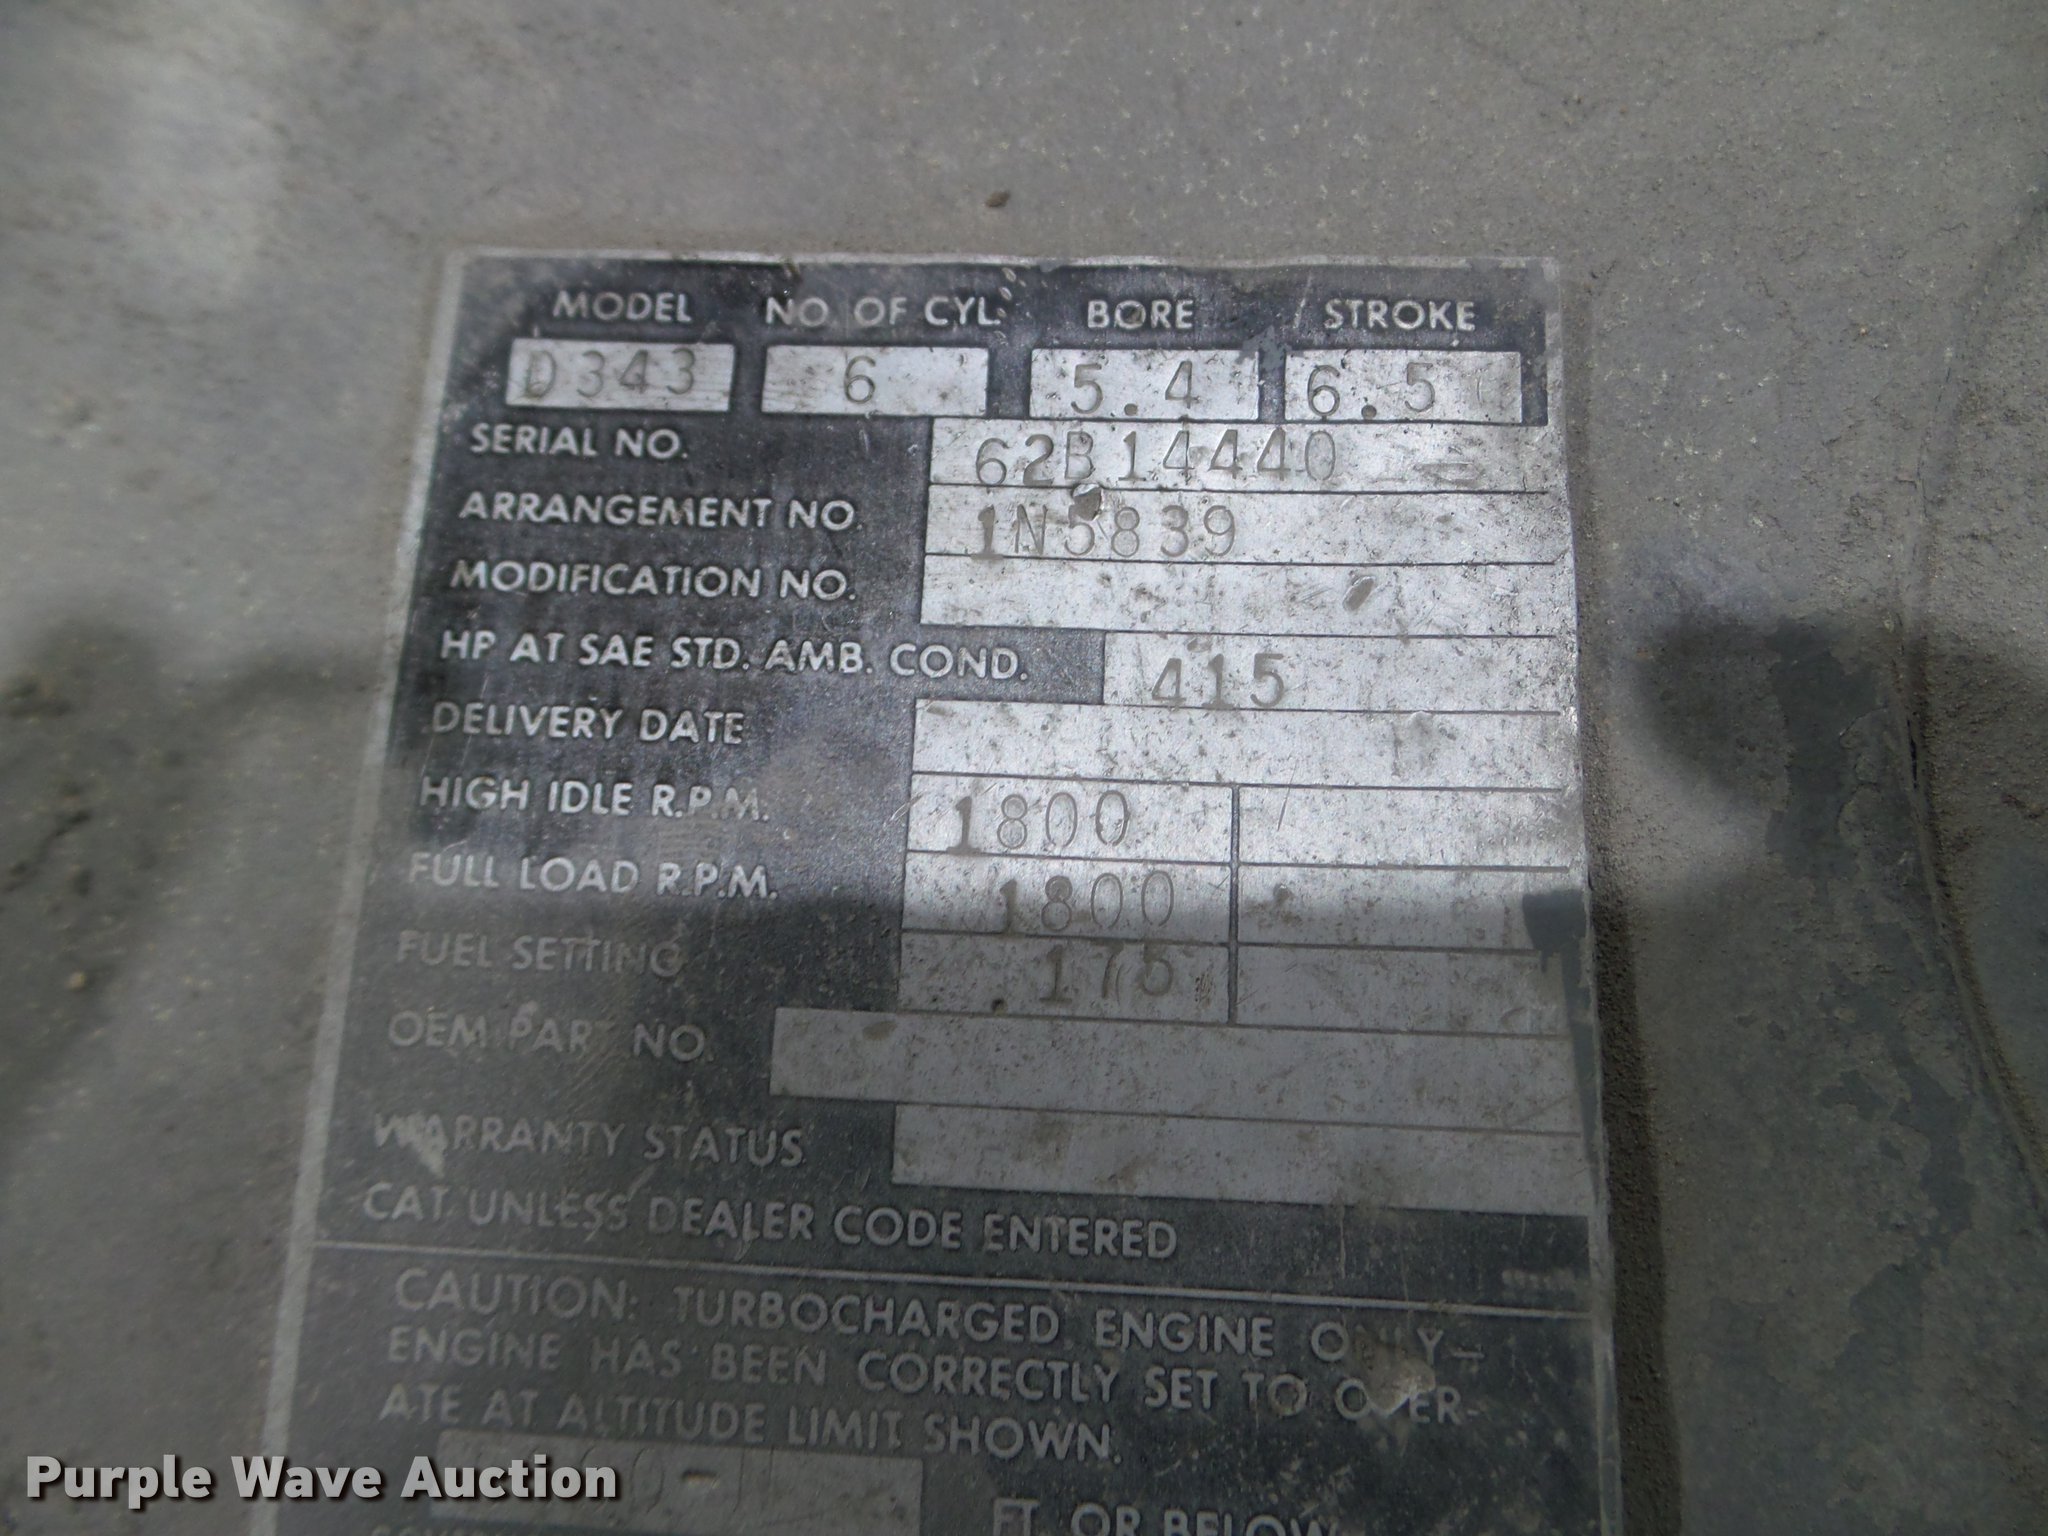 MODEL NO. OF CYL. BORE STROKE
D343 6 5.4 6.5
SERIAL NO. 62B14440
ARRANGEMENT NO. 1N5839
MODIFICATION NO.
HP AT SAE STD. AMB. COND. 415
DELIVERY DATE
HIGH IDLE R.P.M. 1800
FULL LOAD R.P.M. 1800
FUEL SETTING .175
OEM PART NO.
WARRANTY STATUS
CAT UNLESS DEALER CODE ENTERED
CAUTION: TURBOCHARGED ENGINE ONLY-
ENGINE HAS BEEN CORRECTLY SET TO OVER-
ATE AT ALTITUDE LIMIT SHOWN.
FT. OR BELOW
Purple Wave Auction